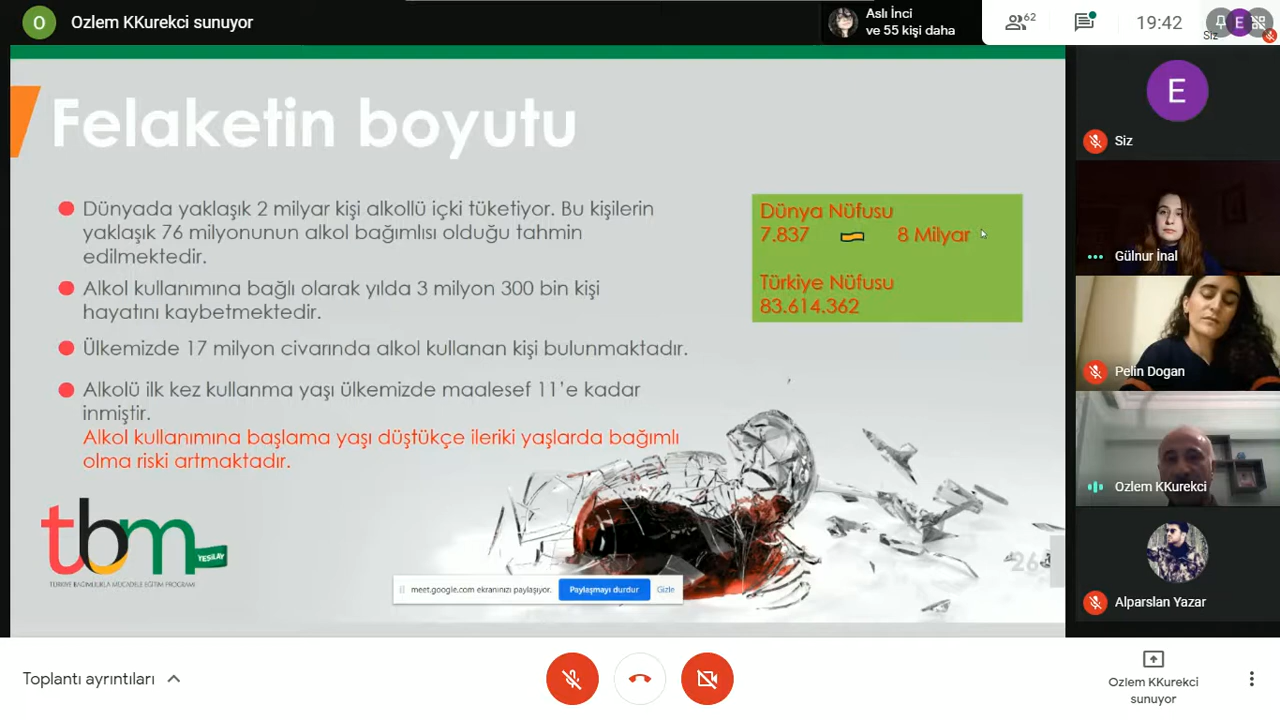 O
Ozlem KKurekci sunuyor
Aslı İnci
ve 55 kişi daha
62
19:42
E
Siz
Felaketin boyutu
Dünyada yaklaşık 2 milyar kişi alkollü içki tüketiyor. Bu kişilerin
yaklaşık 76 milyonunun alkol bağımlısı olduğu tahmin
edilmektedir.
Alkol kullanımına bağlı olarak yılda 3 milyon 300 bin kişi
hayatını kaybetmektedir.
Ülkemizde 17 milyon civarında alkol kullanan kişi bulunmaktadır.
Alkolü ilk kez kullanma yaşı ülkemizde maalesef 11’e kadar
inmiştir.
Alkol kullanımına başlama yaşı düştükçe ileriki yaşlarda bağımlı
olma riski artmaktadır.
Dünya Nüfusu
7.837 8 Milyar
Türkiye Nüfusu
83.614.362
tbm
YEŞİLAY
TÜRKİYE BAĞIMLILIKLA MÜCADELE EĞİTİM PROGRAMI
26
meet.google.com ekranınızı paylaşıyor.
Paylaşmayı durdur
Gizle
E
Siz
Gülnur İnal
Pelin Dogan
Ozlem KKurekci
Alparslan Yazar
Toplantı ayrıntıları
Ozlem KKurekci
sunuyor